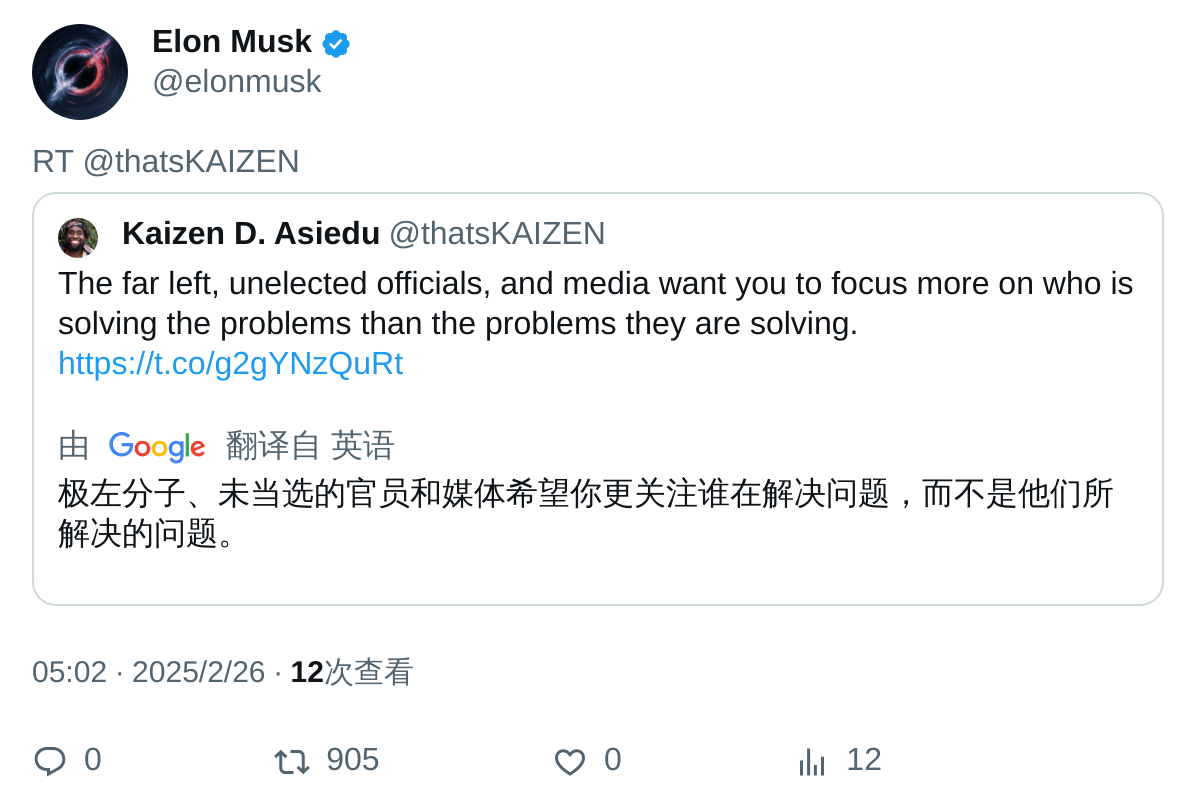 Elon Musk
@elonmusk
RT @thatsKAIZEN
Kaizen D. Asiedu @thatsKAIZEN
The far left, unelected officials, and media want you to focus more on who is
solving the problems than the problems they are solving.
https://t.co/g2gYNzQuRt
由 Google 翻译自 英语
极左分子、未当选的官员和媒体希望你更关注谁在解决问题，而不是他们所
解决的问题。
05:02 · 2025/2/26 · 12次查看
0 905 0 12